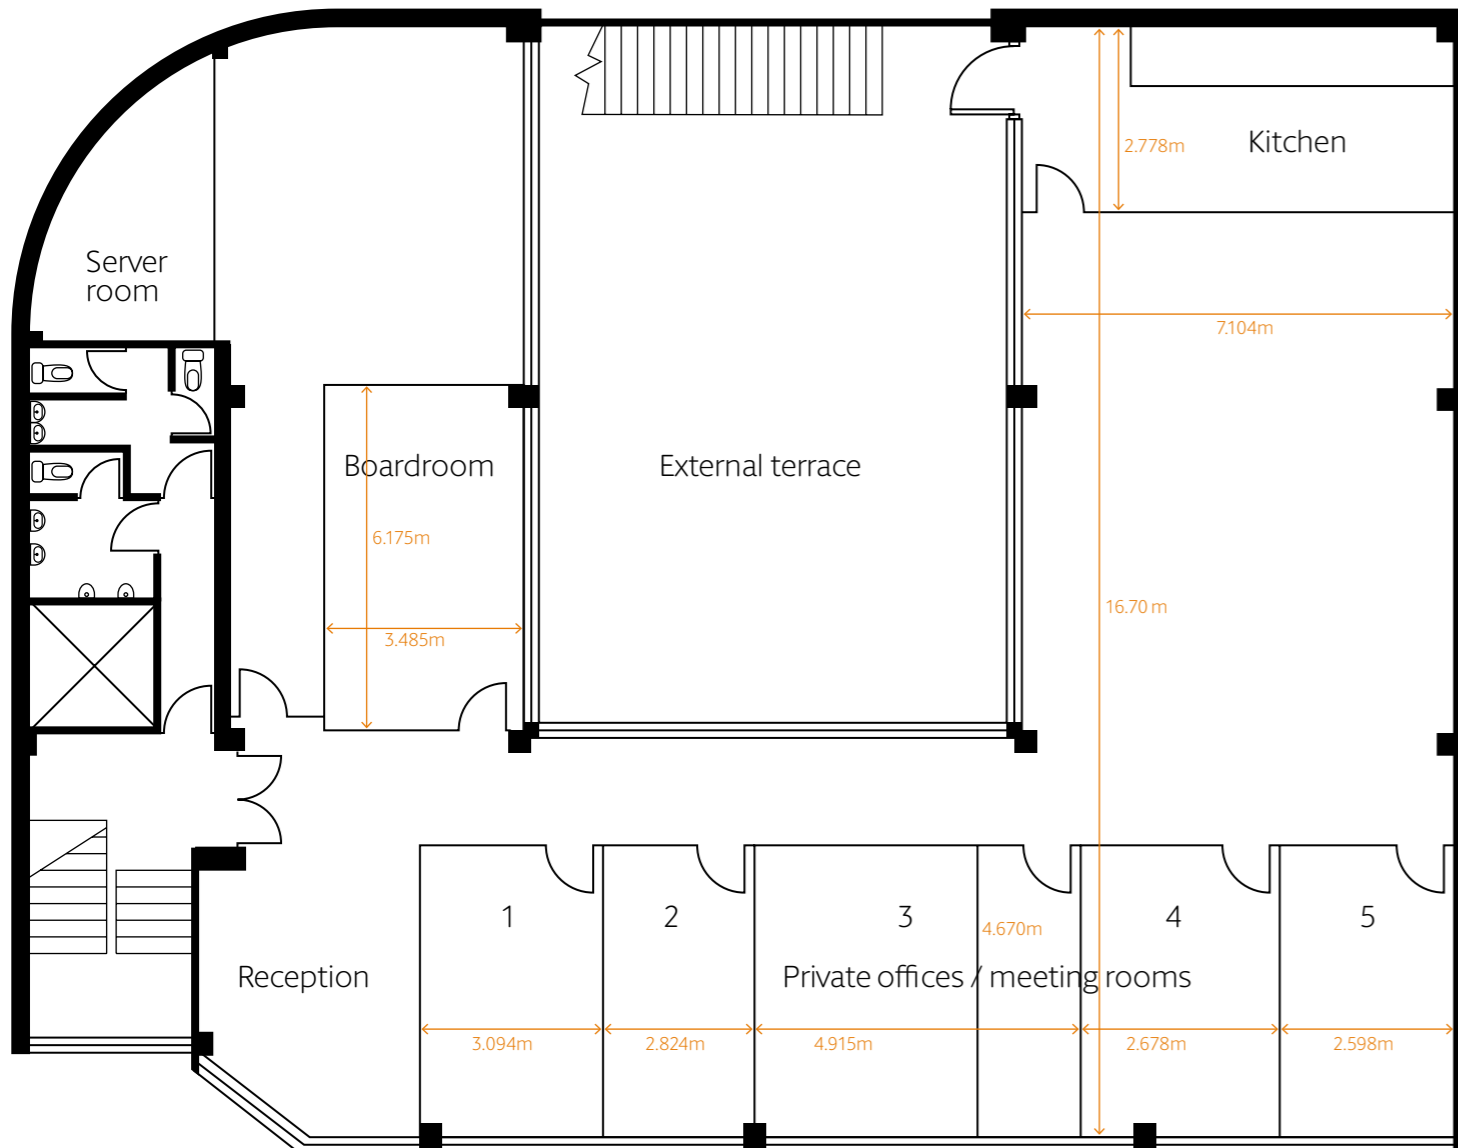 2.778m
Kitchen
Server
room
7.104m
Boardroom
External terrace
6.175m
16.70 m
3.485m
1
2
3
4
5
4.670m
Reception
Private offices / meeting rooms
3.094m
2.824m
4.915m
2.678m
2.598m